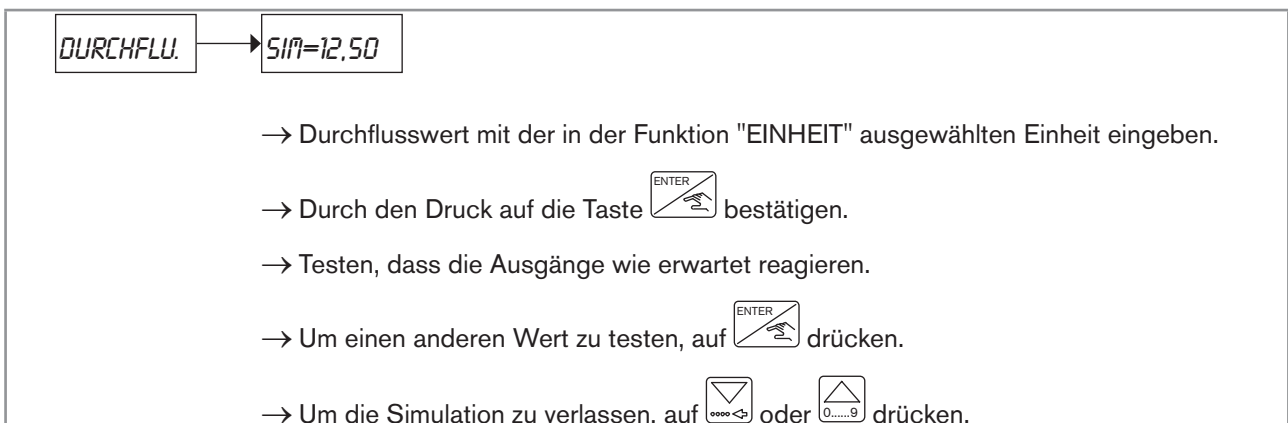 DURCHFLU. SIM=12,50
→ Durchflusswert mit der in der Funktion "EINHEIT" ausgewählten Einheit eingeben.
→ Durch den Druck auf die Taste ENTER bestätigen.
→ Testen, dass die Ausgänge wie erwartet reagieren.
→ Um einen anderen Wert zu testen, auf ENTER drücken.
→ Um die Simulation zu verlassen, auf oder 0......9 drücken.